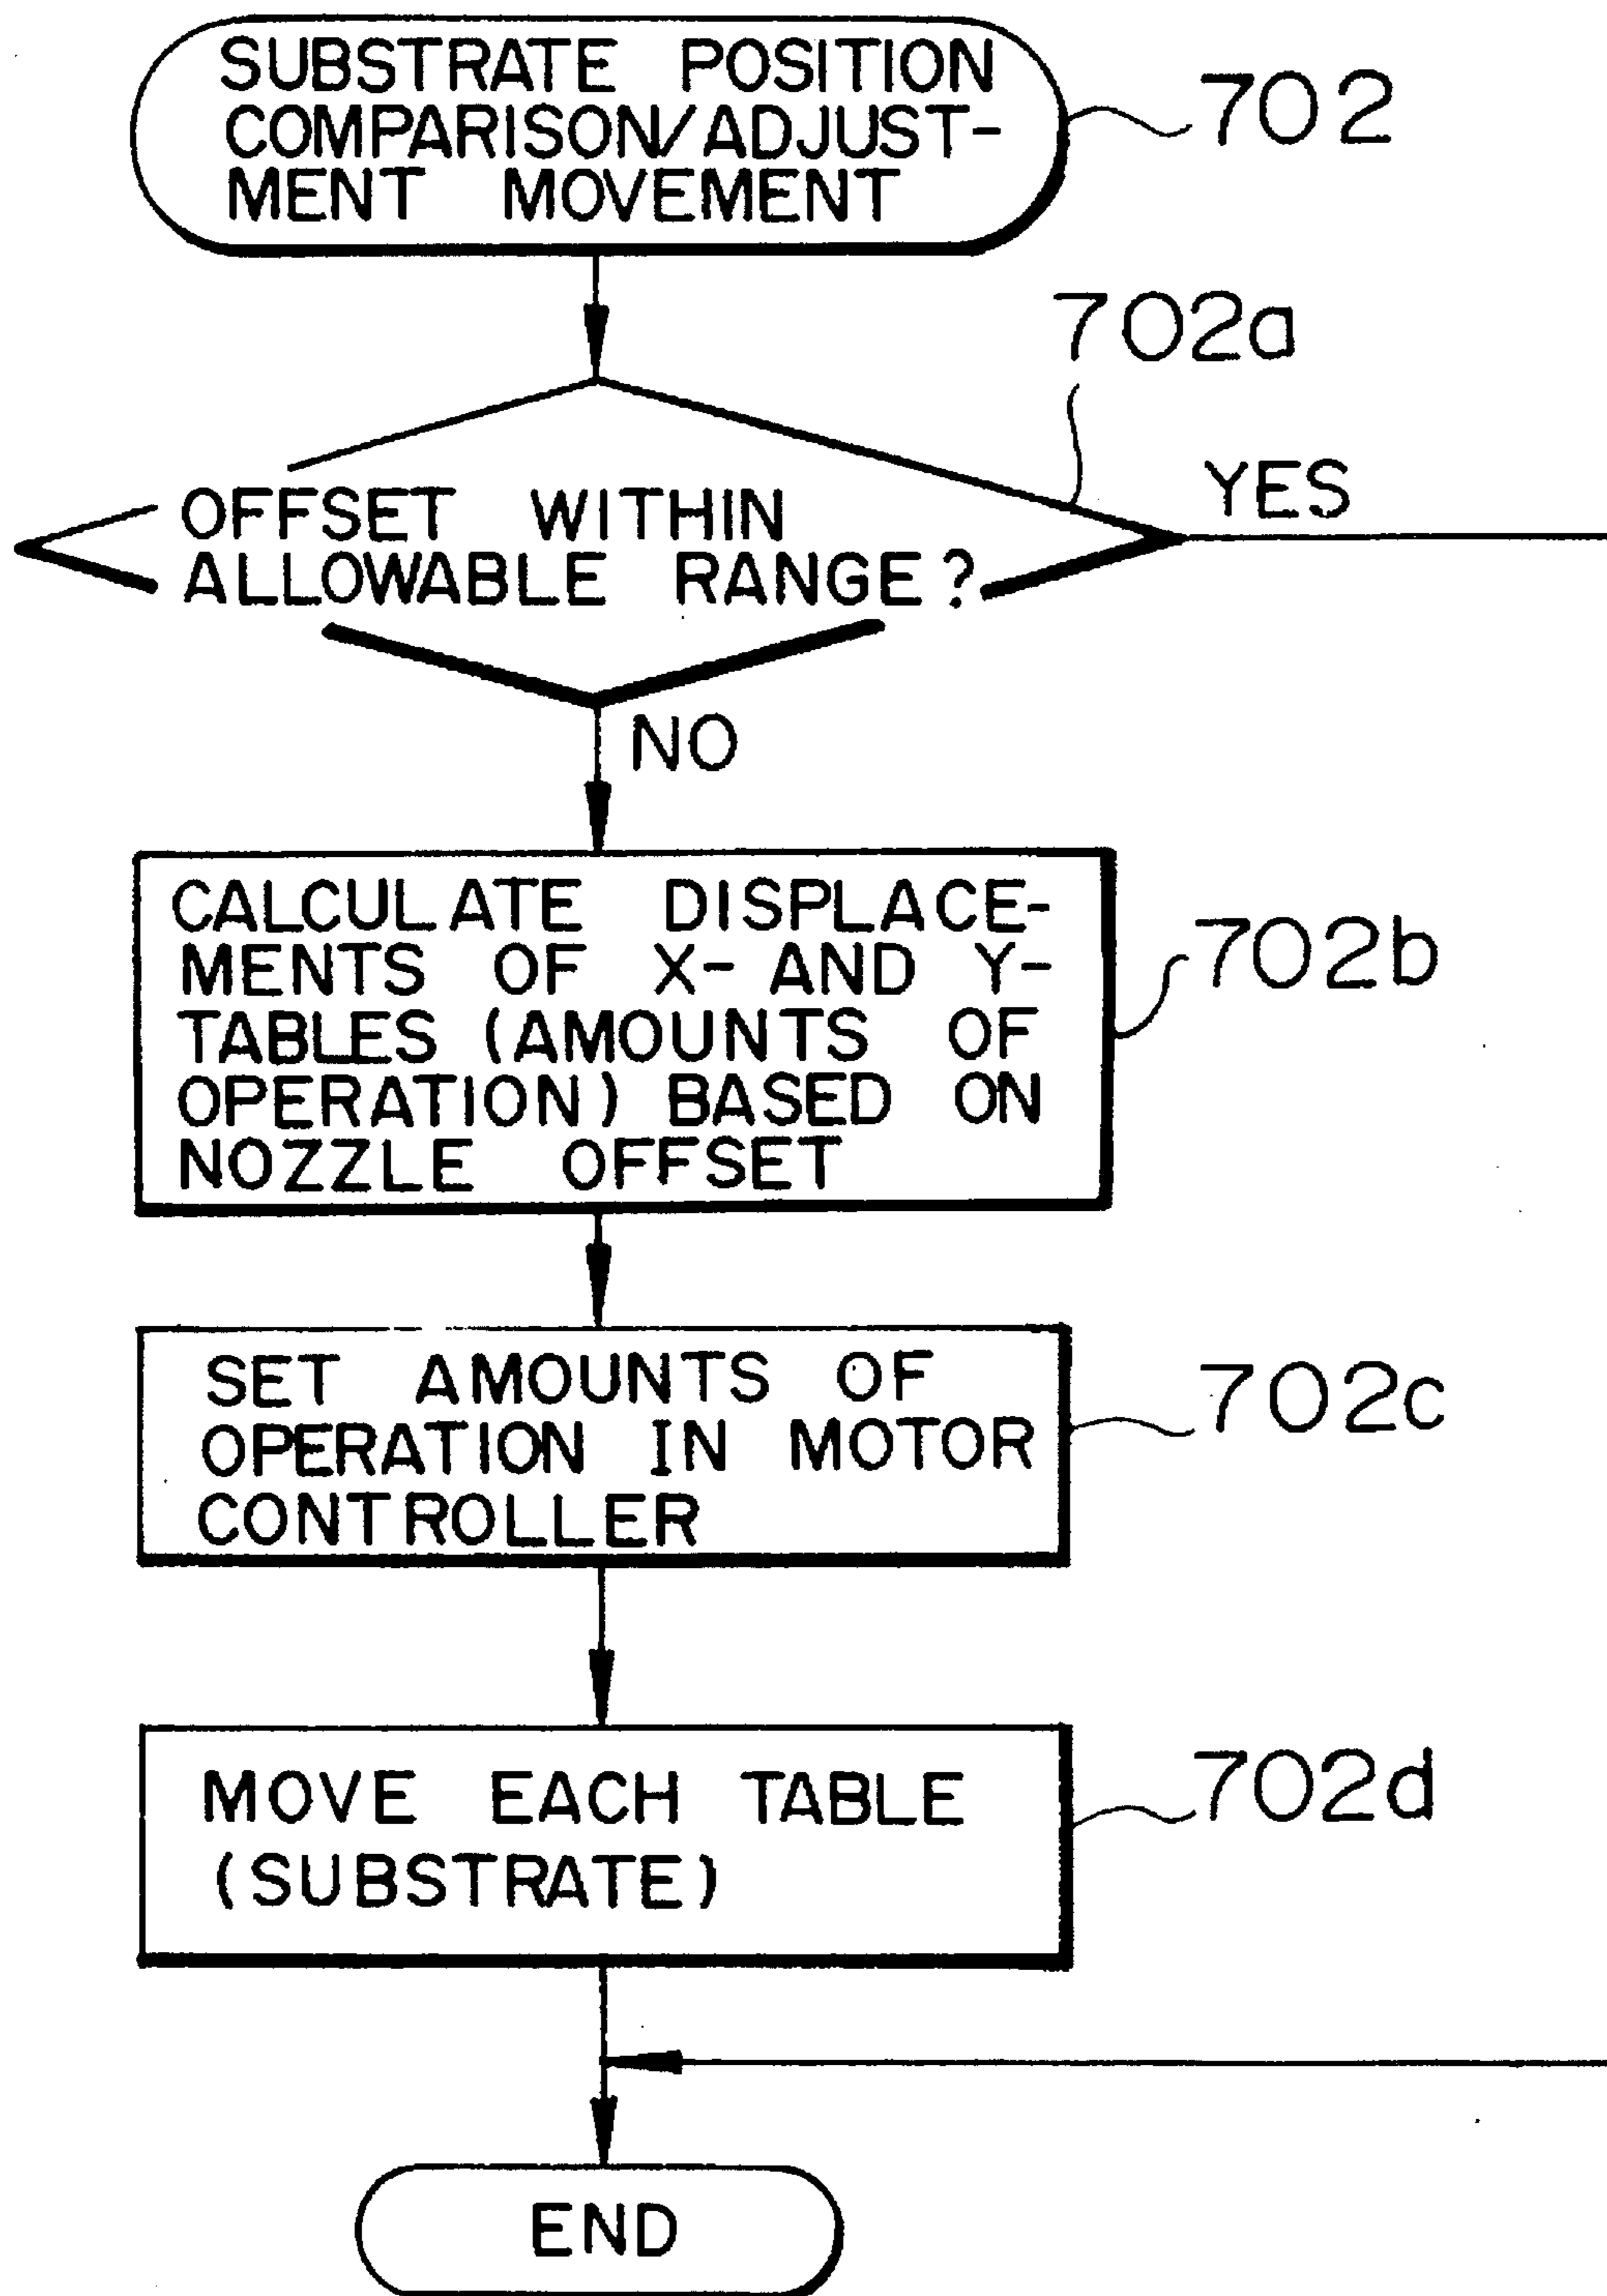 SUBSTRATE POSITION
COMPARISON/ADJUST-
MENT MOVEMENT
702
702a
OFFSET WITHIN
ALLOWABLE RANGE?
YES
NO
CALCULATE DISPLACE-
MENTS OF X- AND Y-
TABLES (AMOUNTS OF
OPERATION) BASED ON
NOZZLE OFFSET
702b
SET AMOUNTS OF
OPERATION IN MOTOR
CONTROLLER
702c
MOVE EACH TABLE
(SUBSTRATE)
702d
END